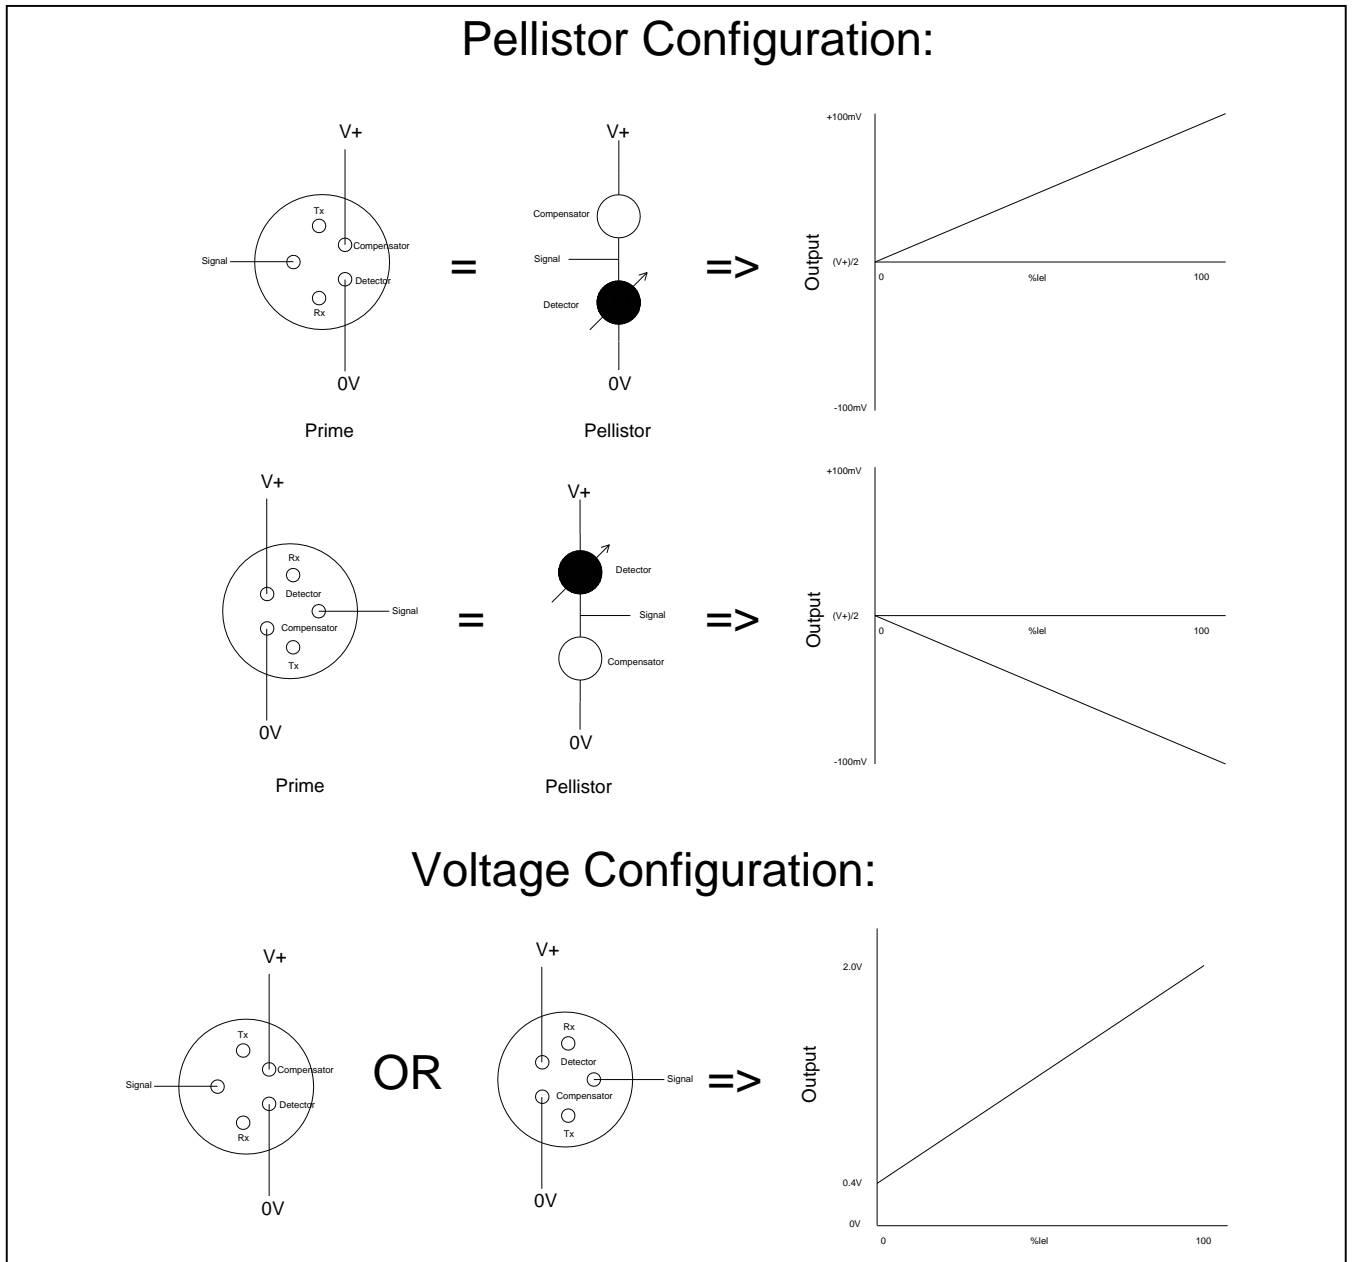 Pellistor Configuration:
V+
Tx
Compensator
Signal
Detector
Rx
0V
Prime
=
V+
Compensator
Signal
Detector
0V
Pellistor
=>
+100mV
Output
(V+)/2
0
%lel
100
-100mV
V+
Rx
Detector
Signal
Compensator
Tx
0V
Prime
=
V+
Detector
Signal
Compensator
0V
Pellistor
=>
+100mV
Output
(V+)/2
0
%lel
100
-100mV
Voltage Configuration:
V+
Tx
Compensator
Signal
Detector
Rx
0V
OR
V+
Rx
Detector
Signal
Compensator
Tx
0V
=>
2.0V
Output
0.4V
0V
0
%lel
100